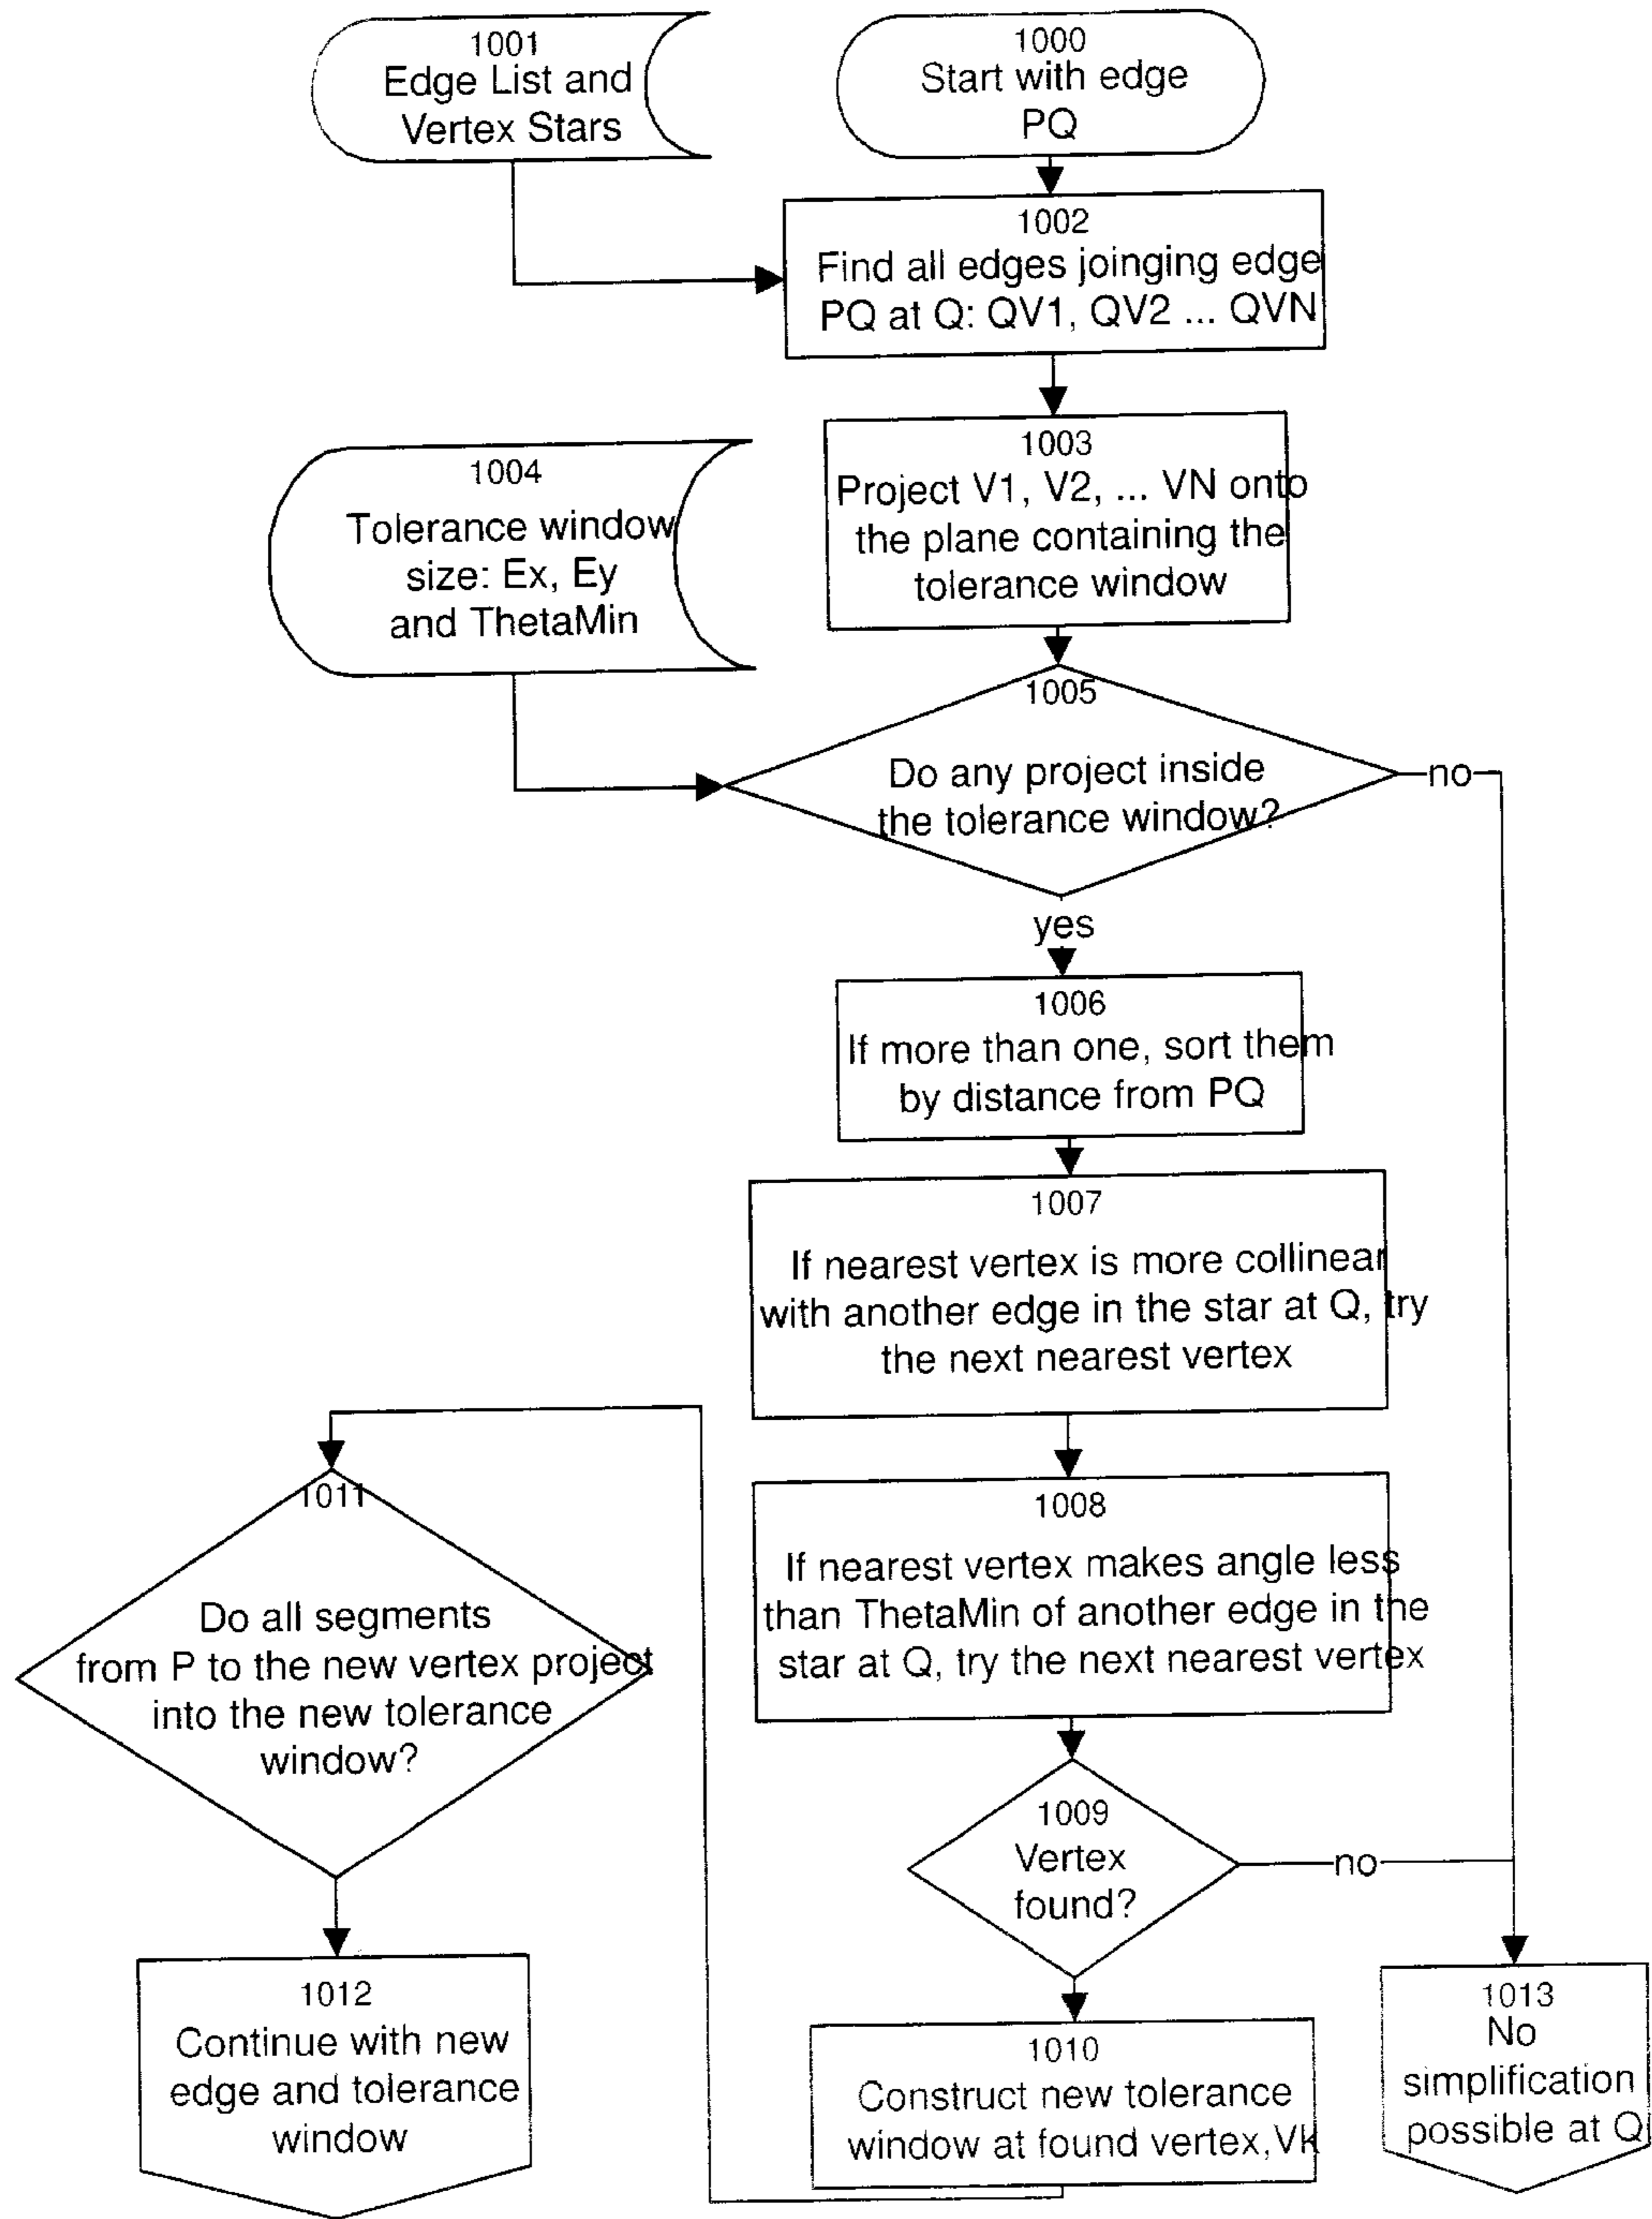 1001
Edge List and
Vertex Stars
1000
Start with edge
PQ
1002
Find all edges joinging edge
PQ at Q: QV1, QV2 ... QVN
1003
Project V1, V2, ... VN onto
the plane containing the
tolerance window
1004
Tolerance window
size: Ex, Ey
and ThetaMin
1005
Do any project inside
the tolerance window?
no
yes
1006
If more than one, sort them
by distance from PQ
1007
If nearest vertex is more collinear
with another edge in the star at Q, try
the next nearest vertex
1008
If nearest vertex makes angle less
than ThetaMin of another edge in the
star at Q, try the next nearest vertex
1009
Vertex
found?
no
1010
Construct new tolerance
window at found vertex,Vk
1011
Do all segments
from P to the new vertex project
into the new tolerance
window?
1012
Continue with new
edge and tolerance
window
1013
No
simplification
possible at Q